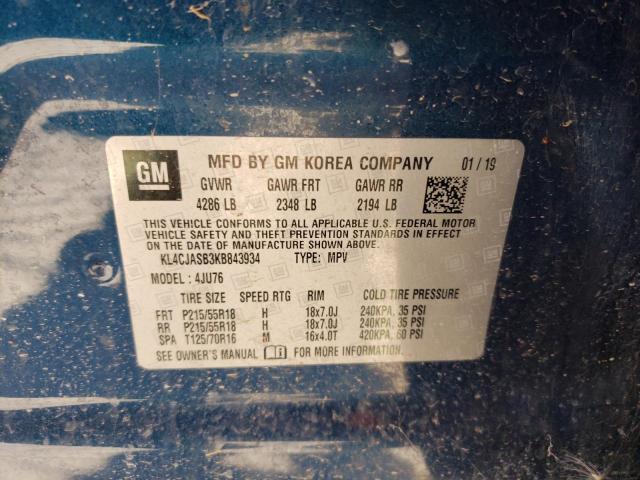 GM MFD BY GM KOREA COMPANY 01 / 19
GVWR GAWR FRT GAWR RR
4286 LB 2348 LB 2194 LB
THIS VEHICLE CONFORMS TO ALL APPLICABLE U.S. FEDERAL MOTOR
VEHICLE SAFETY AND THEFT PREVENTION STANDARDS IN EFFECT
ON THE DATE OF MANUFACTURE SHOWN ABOVE.
KL4CJASB3KB843934 TYPE: MPV
MODEL : 4JU76
TIRE SIZE SPEED RTG RIM COLD TIRE PRESSURE
FRT P215/55R18 H 18x7.0J 240KPA, 35 PSI
RR P215/55R18 H 18x7.0J 240KPA, 35 PSI
SPA T125/70R16 M 16x4.0T 420KPA, 60 PSI
SEE OWNER'S MANUAL FOR MORE INFORMATION.